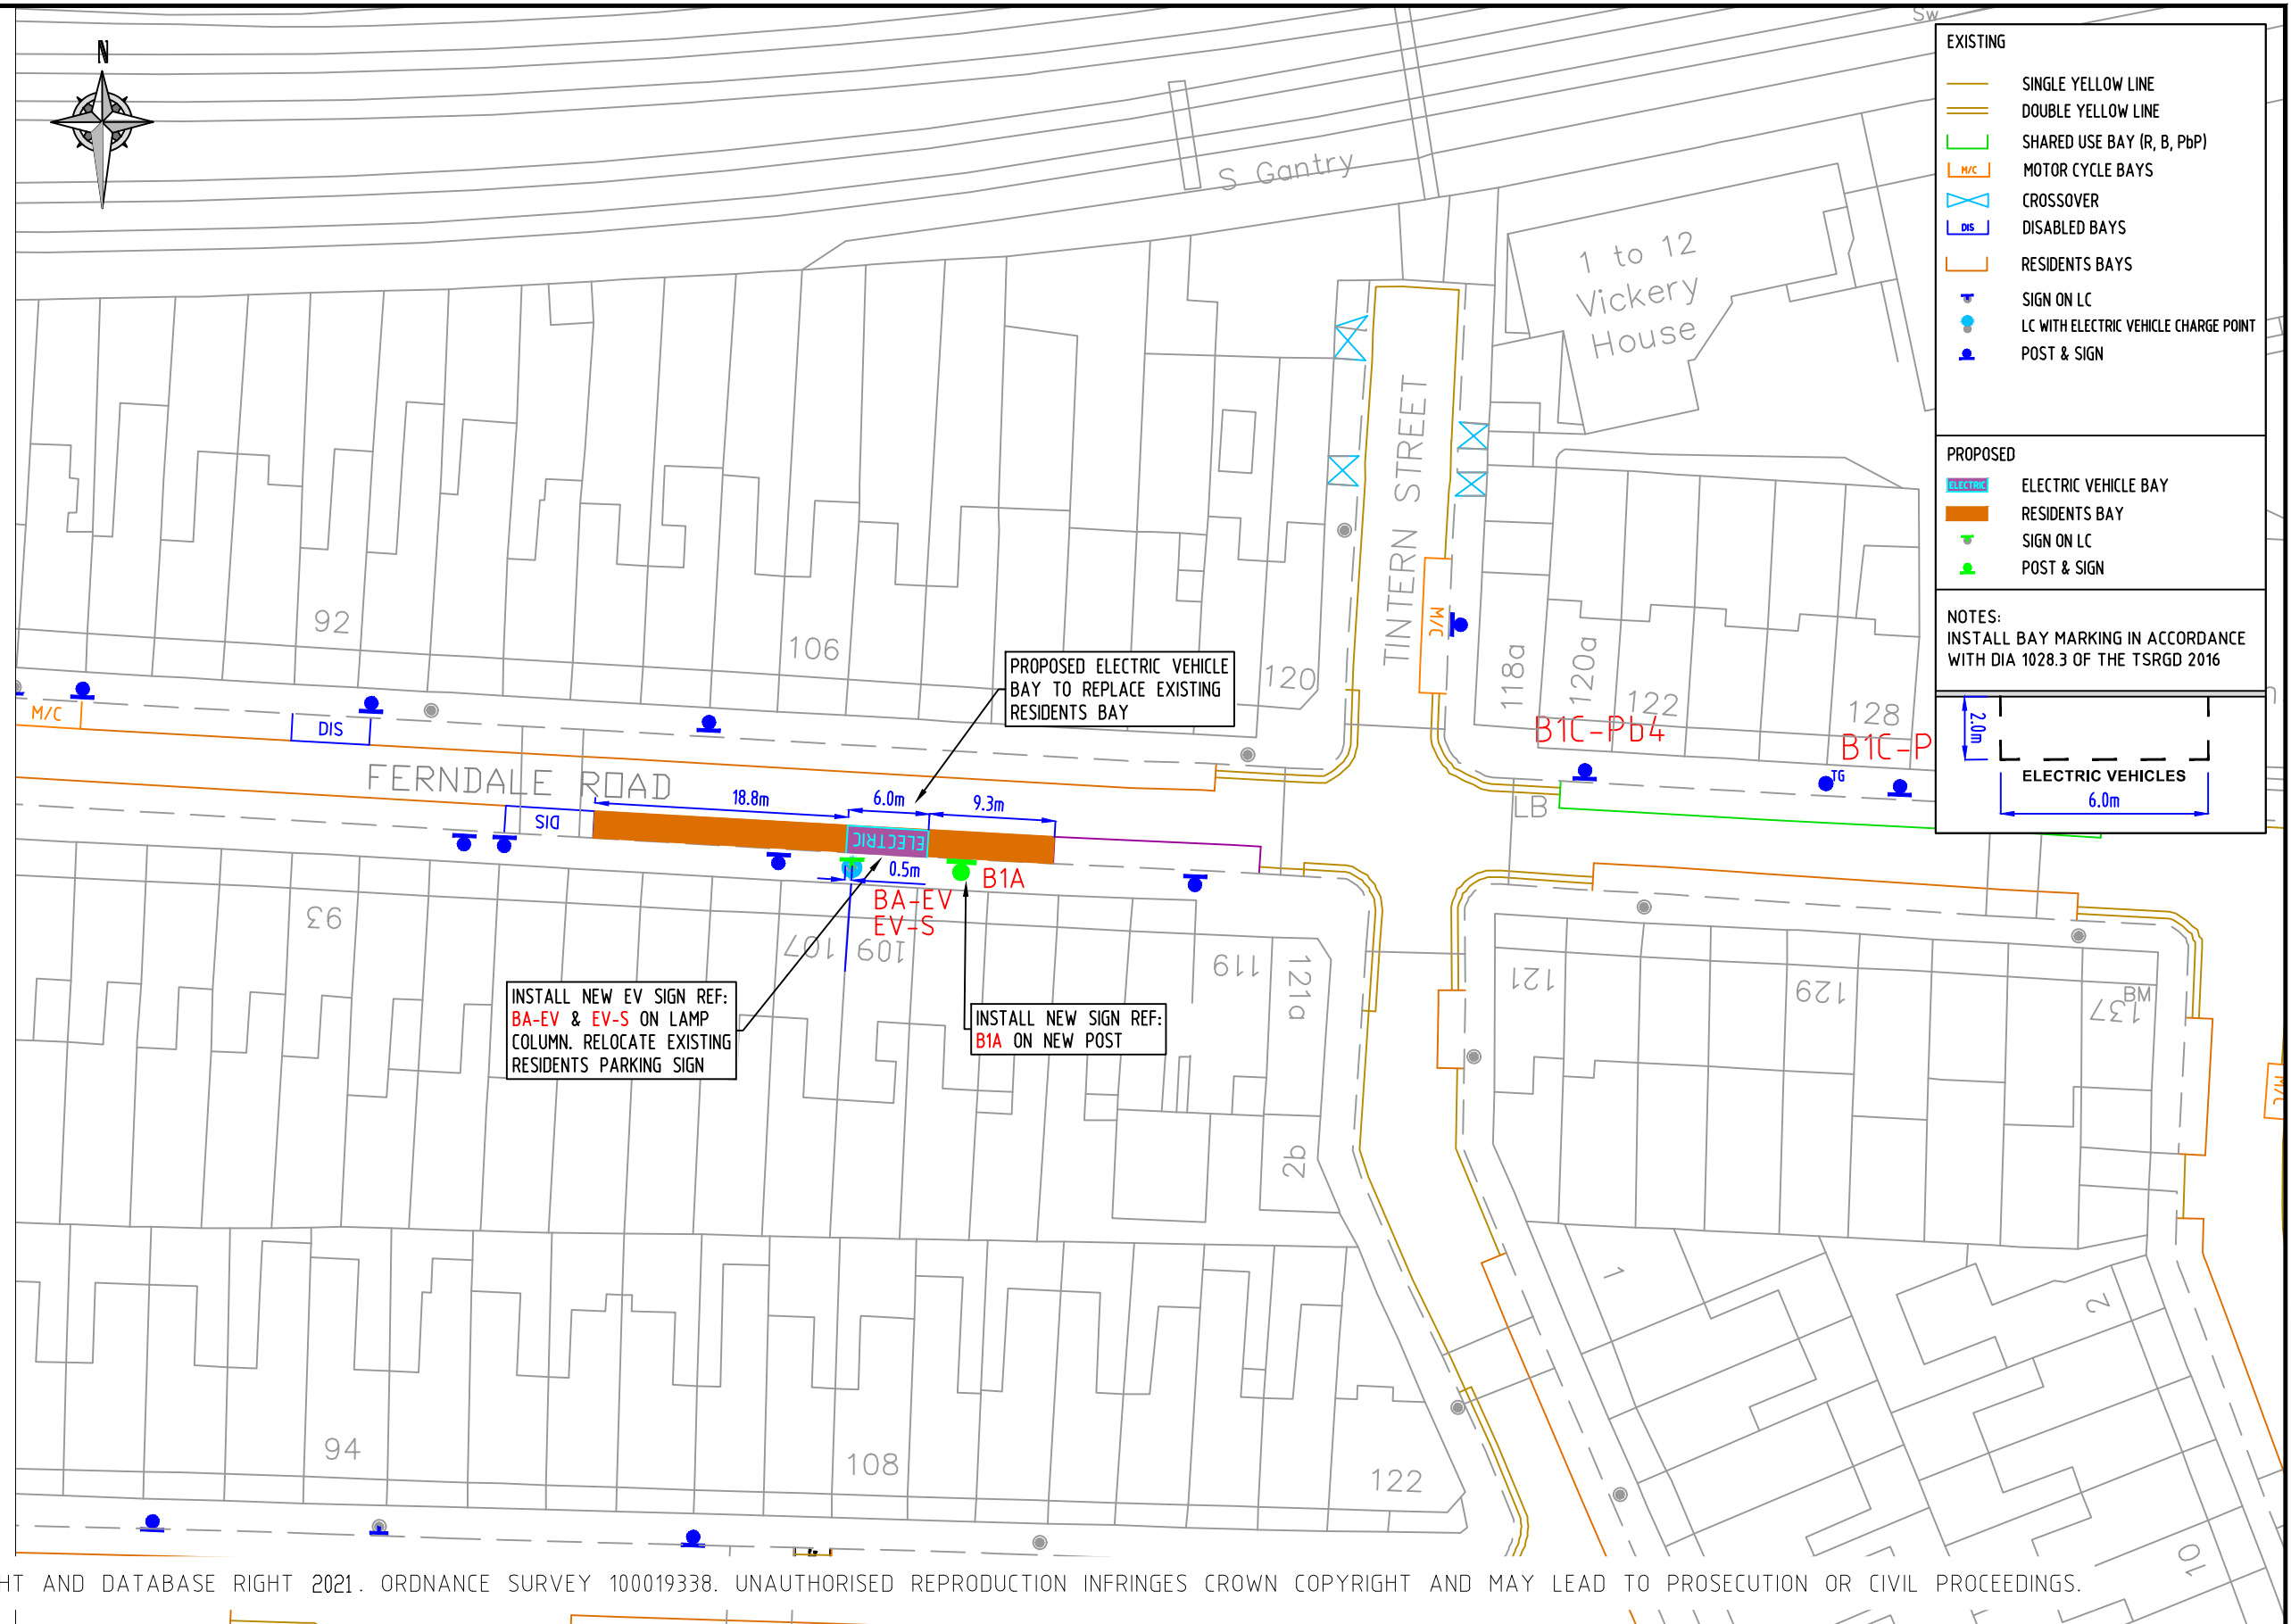 N
Sw
S Gantry
1 to 12
Vickery
House
TINTERN STREET
92
106
120
118a
120a
122
128
M/C
DIS
M/C
PROPOSED ELECTRIC VEHICLE
BAY TO REPLACE EXISTING
RESIDENTS BAY
B1C-Pb4
B1C-P
TG
LB
FERNDALE ROAD
18.8m
6.0m
9.3m
DIS
ELECTRIC
0.5m
B1A
BA-EV
EV-S
93
107
109
119
121a
121
129
137
BM
M/C
INSTALL NEW EV SIGN REF:
BA-EV & EV-S ON LAMP
COLUMN. RELOCATE EXISTING
RESIDENTS PARKING SIGN
INSTALL NEW SIGN REF:
B1A ON NEW POST
2b
1
2
10
94
108
122
EXISTING
SINGLE YELLOW LINE
DOUBLE YELLOW LINE
SHARED USE BAY (R, B, PbP)
M/C MOTOR CYCLE BAYS
CROSSOVER
DIS DISABLED BAYS
RESIDENTS BAYS
SIGN ON LC
LC WITH ELECTRIC VEHICLE CHARGE POINT
POST & SIGN
PROPOSED
ELECTRIC ELECTRIC VEHICLE BAY
RESIDENTS BAY
SIGN ON LC
POST & SIGN
NOTES:
INSTALL BAY MARKING IN ACCORDANCE
WITH DIA 1028.3 OF THE TSRGD 2016
2.0m
ELECTRIC VEHICLES
6.0m
HT AND DATABASE RIGHT 2021. ORDNANCE SURVEY 100019338. UNAUTHORISED REPRODUCTION INFRINGES CROWN COPYRIGHT AND MAY LEAD TO PROSECUTION OR CIVIL PROCEEDINGS.